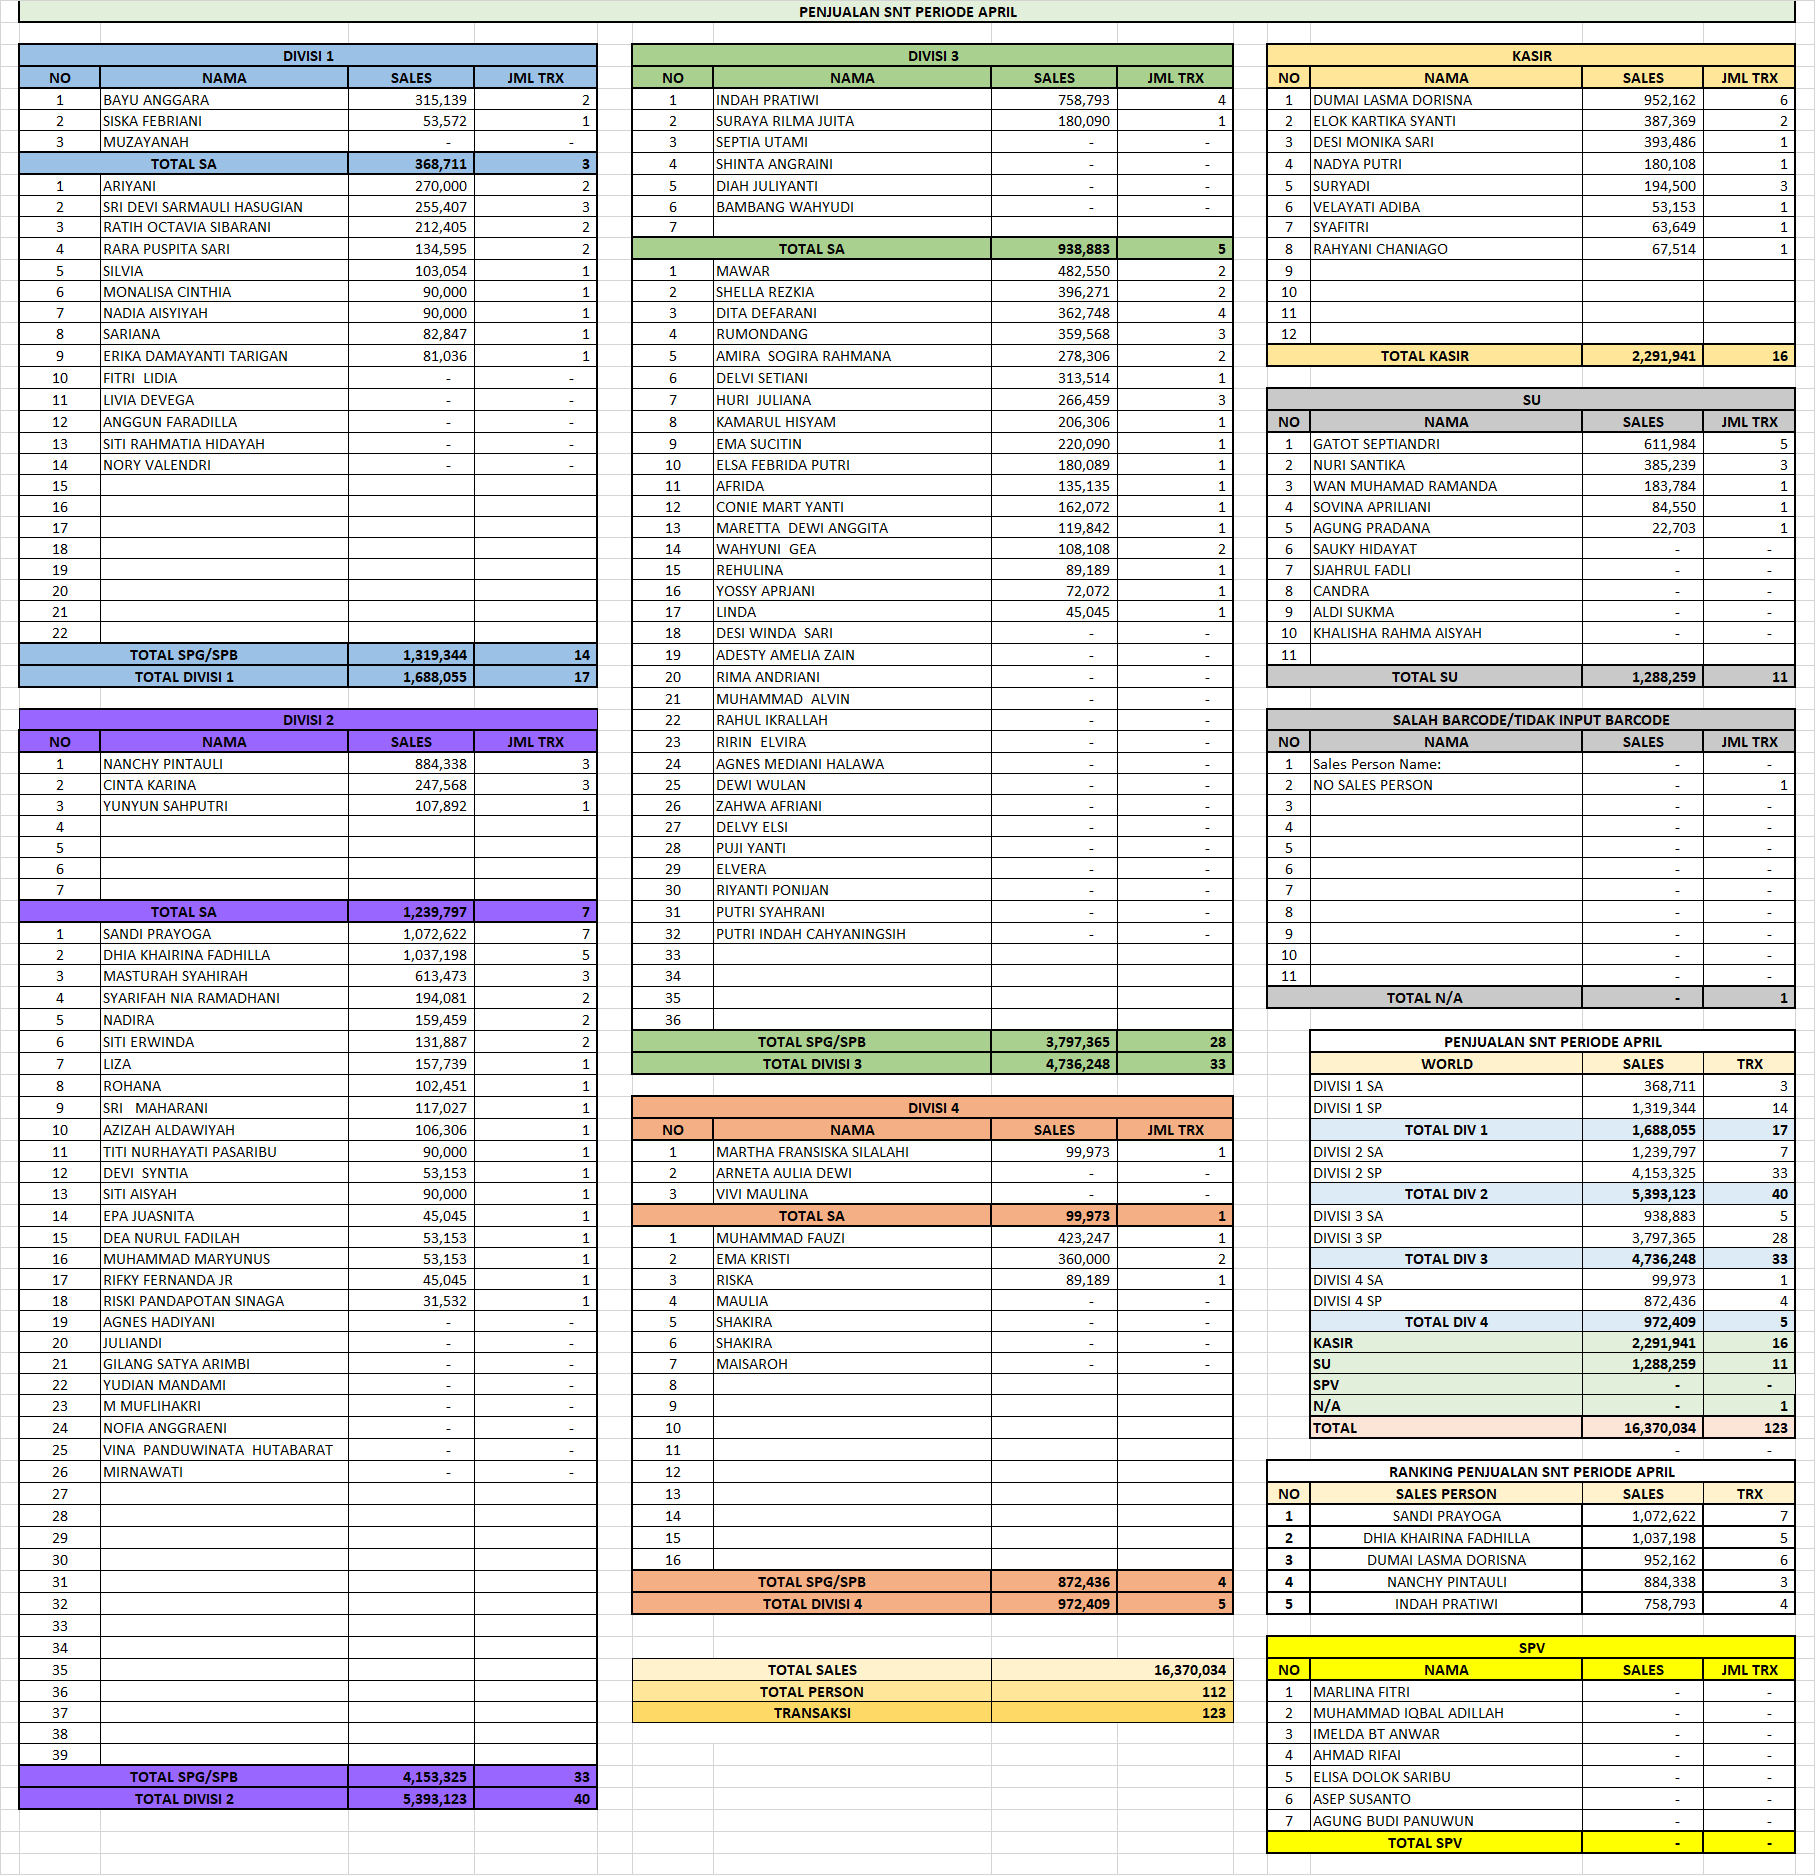 PENJUALAN SNT PERIODE APRIL
DIVISI 1
NO NAMA SALES JML TRX
1 BAYU ANGGARA 315,139 2
2 SISKA FEBRIANI 53,572 1
3 MUZAYANAH - -
TOTAL SA 368,711 3
1 ARIYANI 270,000 2
2 SRI DEVI SARMAULI HASUGIAN 255,407 3
3 RATIH OCTAVIA SIBARANI 212,405 2
4 RARA PUSPITA SARI 134,595 2
5 SILVIA 103,054 1
6 MONALISA CINTHIA 90,000 1
7 NADIA AISYIYAH 90,000 1
8 SARIANA 82,847 1
9 ERIKA DAMAYANTI TARIGAN 81,036 1
10 FITRI  LIDIA - -
11 LIVIA DEVEGA - -
12 ANGGUN FARADILLA - -
13 SITI RAHMATIA HIDAYAH - -
14 NORY VALENDRI - -
15
16
17
18
19
20
21
22
TOTAL SPG/SPB 1,319,344 14
TOTAL DIVISI 1 1,688,055 17
DIVISI 2
NO NAMA SALES JML TRX
1 NANCHY PINTAULI 884,338 3
2 CINTA KARINA 247,568 3
3 YUNYUN SAHPUTRI 107,892 1
4
5
6
7
TOTAL SA 1,239,797 7
1 SANDI PRAYOGA 1,072,622 7
2 DHIA KHAIRINA FADHILLA 1,037,198 5
3 MASTURAH SYAHIRAH 613,473 3
4 SYARIFAH NIA RAMADHANI 194,081 2
5 NADIRA 159,459 2
6 SITI ERWINDA 131,887 2
7 LIZA 157,739 1
8 ROHANA 102,451 1
9 SRI   MAHARANI 117,027 1
10 AZIZAH ALDAWIYAH 106,306 1
11 TITI NURHAYATI PASARIBU 90,000 1
12 DEVI  SYNTIA 53,153 1
13 SITI AISYAH 90,000 1
14 EPA JUASNITA 45,045 1
15 DEA NURUL FADILAH 53,153 1
16 MUHAMMAD MARYUNUS 53,153 1
17 RIFKY FERNANDA JR 45,045 1
18 RISKI PANDAPOTAN SINAGA 31,532 1
19 AGNES HADIYANI - -
20 JULIANDI - -
21 GILANG SATYA ARIMBI - -
22 YUDIAN MANDAMI - -
23 M MUFLIHAKRI - -
24 NOFIA ANGGRAENI - -
25 VINA  PANDUWINATA  HUTABARAT - -
26 MIRNAWATI - -
27
28
29
30
31
32
33
34
35
36
37
38
39
TOTAL SPG/SPB 4,153,325 33
TOTAL DIVISI 2 5,393,123 40
DIVISI 3
NO NAMA SALES JML TRX
1 INDAH PRATIWI 758,793 4
2 SURAYA RILMA JUITA 180,090 1
3 SEPTIA UTAMI - -
4 SHINTA ANGRAINI - -
5 DIAH JULIYANTI - -
6 BAMBANG WAHYUDI - -
7
TOTAL SA 938,883 5
1 MAWAR 482,550 2
2 SHELLA REZKIA 396,271 2
3 DITA DEFARANI 362,748 4
4 RUMONDANG 359,568 3
5 AMIRA  SOGIRA RAHMANA 278,306 2
6 DELVI SETIANI 313,514 1
7 HURI  JULIANA 266,459 3
8 KAMARUL HISYAM 206,306 1
9 EMA SUCITIN 220,090 1
10 ELSA FEBRIDA PUTRI 180,089 1
11 AFRIDA 135,135 1
12 CONIE MART YANTI 162,072 1
13 MARETTA  DEWI ANGGITA 119,842 1
14 WAHYUNI  GEA 108,108 2
15 REHULINA 89,189 1
16 YOSSY APRJANI 72,072 1
17 LINDA 45,045 1
18 DESI WINDA  SARI - -
19 ADESTY AMELIA ZAIN - -
20 RIMA ANDRIANI - -
21 MUHAMMAD  ALVIN - -
22 RAHUL IKRALLAH - -
23 RIRIN  ELVIRA - -
24 AGNES MEDIANI HALAWA - -
25 DEWI WULAN - -
26 ZAHWA AFRIANI - -
27 DELVY ELSI - -
28 PUJI YANTI - -
29 ELVERA - -
30 RIYANTI PONIJAN - -
31 PUTRI SYAHRANI - -
32 PUTRI INDAH CAHYANINGSIH - -
33
34
35
36
TOTAL SPG/SPB 3,797,365 28
TOTAL DIVISI 3 4,736,248 33
DIVISI 4
NO NAMA SALES JML TRX
1 MARTHA FRANSISKA SILALAHI 99,973 1
2 ARNETA AULIA DEWI - -
3 VIVI MAULINA - -
TOTAL SA 99,973 1
1 MUHAMMAD FAUZI 423,247 1
2 EMA KRISTI 360,000 2
3 RISKA 89,189 1
4 MAULIA - -
5 SHAKIRA - -
6 SHAKIRA - -
7 MAISAROH - -
8
9
10
11
12
13
14
15
16
TOTAL SPG/SPB 872,436 4
TOTAL DIVISI 4 972,409 5
TOTAL SALES 16,370,034
TOTAL PERSON 112
TRANSAKSI 123
KASIR
NO NAMA SALES JML TRX
1 DUMAI LASMA DORISNA 952,162 6
2 ELOK KARTIKA SYANTI 387,369 2
3 DESI MONIKA SARI 393,486 1
4 NADYA PUTRI 180,108 1
5 SURYADI 194,500 3
6 VELAYATI ADIBA 53,153 1
7 SYAFITRI 63,649 1
8 RAHYANI CHANIAGO 67,514 1
9
10
11
12
TOTAL KASIR 2,291,941 16
SU
NO NAMA SALES JML TRX
1 GATOT SEPTIANDRI 611,984 5
2 NURI SANTIKA 385,239 3
3 WAN MUHAMAD RAMANDA 183,784 1
4 SOVINA APRILIANI 84,550 1
5 AGUNG PRADANA 22,703 1
6 SAUKY HIDAYAT - -
7 SJAHRUL FADLI - -
8 CANDRA - -
9 ALDI SUKMA - -
10 KHALISHA RAHMA AISYAH - -
11
TOTAL SU 1,288,259 11
SALAH BARCODE/TIDAK INPUT BARCODE
NO NAMA SALES JML TRX
1 Sales Person Name: - -
2 NO SALES PERSON - 1
3 - -
4 - -
5 - -
6 - -
7 - -
8 - -
9 - -
10 - -
11 - -
TOTAL N/A - 1
PENJUALAN SNT PERIODE APRIL
WORLD SALES TRX
DIVISI 1 SA 368,711 3
DIVISI 1 SP 1,319,344 14
TOTAL DIV 1 1,688,055 17
DIVISI 2 SA 1,239,797 7
DIVISI 2 SP 4,153,325 33
TOTAL DIV 2 5,393,123 40
DIVISI 3 SA 938,883 5
DIVISI 3 SP 3,797,365 28
TOTAL DIV 3 4,736,248 33
DIVISI 4 SA 99,973 1
DIVISI 4 SP 872,436 4
TOTAL DIV 4 972,409 5
KASIR 2,291,941 16
SU 1,288,259 11
SPV - -
N/A - 1
TOTAL 16,370,034 123
- -
RANKING PENJUALAN SNT PERIODE APRIL
NO SALES PERSON SALES TRX
1 SANDI PRAYOGA 1,072,622 7
2 DHIA KHAIRINA FADHILLA 1,037,198 5
3 DUMAI LASMA DORISNA 952,162 6
4 NANCHY PINTAULI 884,338 3
5 INDAH PRATIWI 758,793 4
SPV
NO NAMA SALES JML TRX
1 MARLINA FITRI - -
2 MUHAMMAD IQBAL ADILLAH - -
3 IMELDA BT ANWAR - -
4 AHMAD RIFAI - -
5 ELISA DOLOK SARIBU - -
6 ASEP SUSANTO - -
7 AGUNG BUDI PANUWUN - -
TOTAL SPV - -